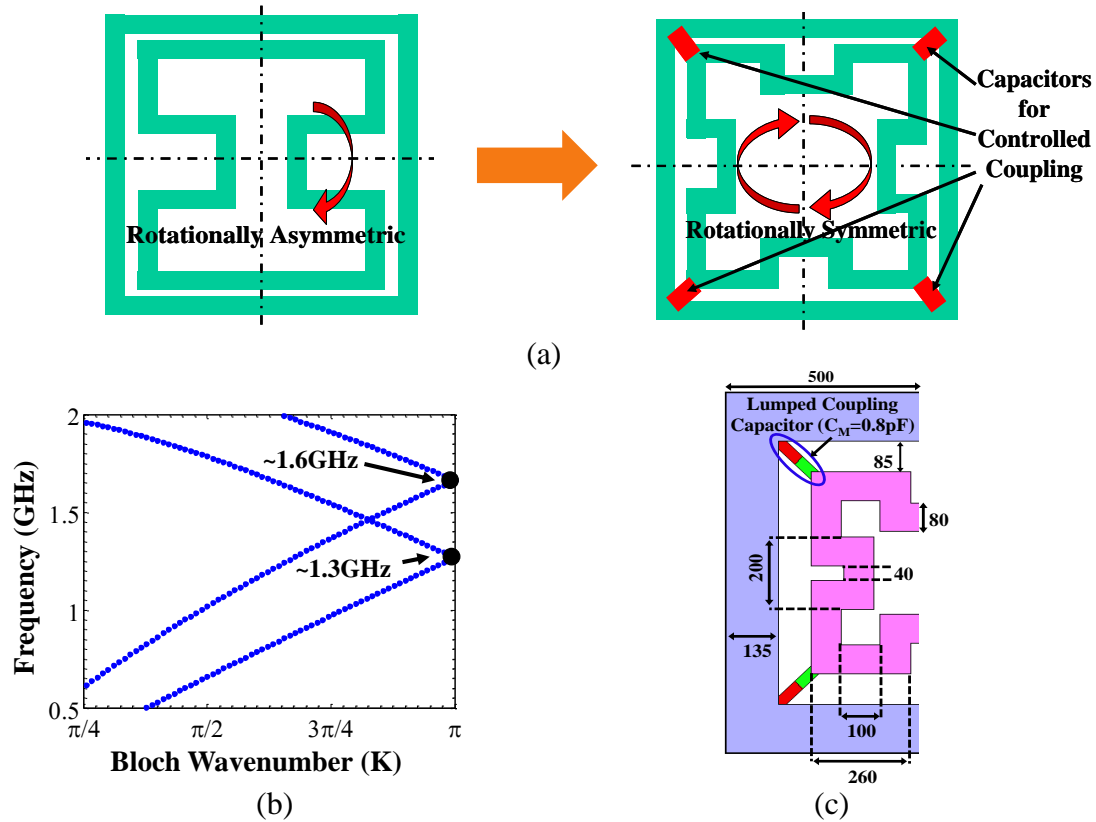 Capacitors
for
Controlled
Coupling
Rotationally Asymmetric
Rotationally Symmetric
(a)
2
1.5
1
0.5
Frequency (GHz)
~1.6GHz
~1.3GHz
π/4
π/2
3π/4
π
Bloch Wavenumber (K)
(b)
500
Lumped Coupling
Capacitor (C_M=0.8pF)
85
80
200
40
135
100
260
(c)